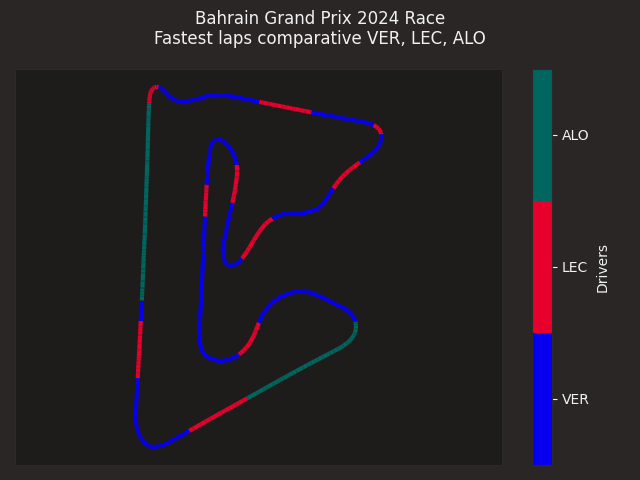 Bahrain Grand Prix 2024 Race
Fastest laps comparative VER, LEC, ALO
ALO
LEC
VER
Drivers